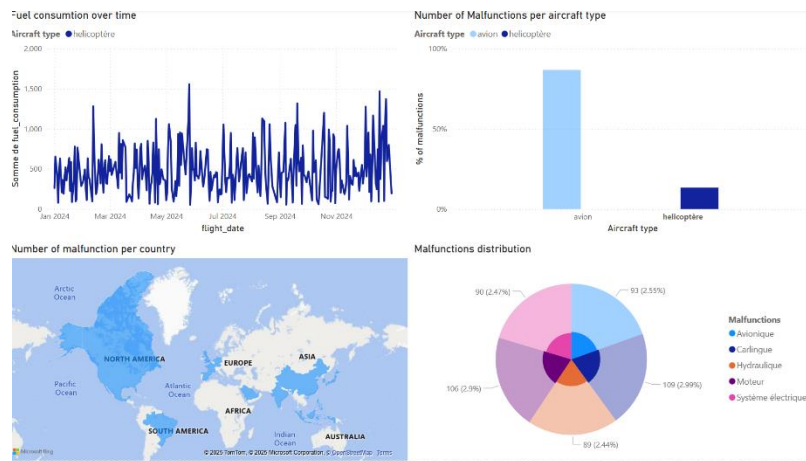 Fuel consumtion over time
Aircraft type helicoptère
2,000
1,500
1,000
500
0
Somme de fuel_consumption
Jan 2024 Mar 2024 May 2024 Jul 2024 Sep 2024 Nov 2024
flight_date
Number of Malfunctions per aircraft type
Aircraft type avion helicoptère
100%
50%
0%
% of malfunctions
avion helicoptère
Aircraft type
Number of malfunction per country
Arctic
Ocean
NORTH AMERICA
EUROPE
ASIA
Pacific
Ocean
Atlantic
Ocean
AFRICA
SOUTH AMERICA
Indian
Ocean
AUSTRALIA
Microsoft Bing
© 2025 TomTom, © 2025 Microsoft Corporation, © OpenStreetMap Terms
Malfunctions distribution
90 (2.47%)
93 (2.55%)
106 (2.9%)
109 (2.99%)
89 (2.44%)
Malfunctions
Avionique
Carlingue
Hydraulique
Moteur
Système électrique